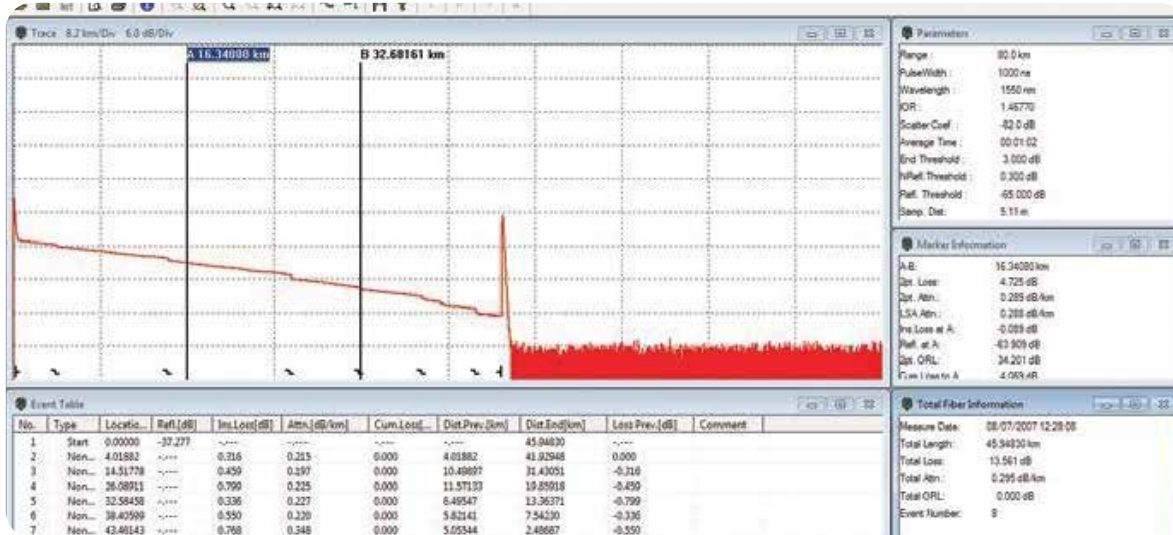 Trace 8.2 km/Div 6.0 dB/Div
A 16.34080 km
B 32.68161 km
Parameters
Range : 80.0 km
PulseWidth : 1000 ns
Wavelength : 1550 nm
IOR : 1.46770
Scatter Coef. : -82.0 dB
Average Time : 00:01:02
End Threshold : 3.000 dB
NRefl. Threshold : 0.300 dB
Refl. Threshold : -65.000 dB
Samp. Dist: 5.11 m
Marker Information
A-B: 16.34080 km
2pt. Loss: 4.725 dB
2pt. Attn.: 0.289 dB/km
LSA Attn.: 0.288 dB/km
Ins.Loss at A: -0.089 dB
Refl. at A: -63.909 dB
2pt. ORL: 34.201 dB
Cum.Loss to A 4.069 dB
Event Table
No. Type Locatio... Refl.[dB] Ins.Loss[dB] Attn.[dB/km] Cum.Loss[... Dist.Prev.[km] Dist.End[km] Loss Prev.[dB] Comment
1 Start 0.00000 -37.277 -.--- -.--- -.--- -.--- 45.94830 -.---
2 Non... 4.01882 -.--- 0.316 0.215 0.000 4.01882 41.92948 0.000
3 Non... 14.51778 -.--- 0.459 0.197 0.000 10.49897 31.43051 -0.316
4 Non... 26.08911 -.--- 0.799 0.225 0.000 11.57133 19.85918 -0.459
5 Non... 32.58458 -.--- 0.336 0.227 0.000 6.49547 13.36371 -0.799
6 Non... 38.40599 -.--- 0.550 0.220 0.000 5.82141 7.54230 -0.336
7 Non... 43.46143 -.--- 0.768 0.348 0.000 5.05544 2.48687 -0.550
Total Fiber Information
Measure Date: 08/07/2007 12:28:08
Total Length: 45.94830 km
Total Loss: 13.561 dB
Total Attn.: 0.295 dB/km
Total ORL: 0.000 dB
Event Number: 8